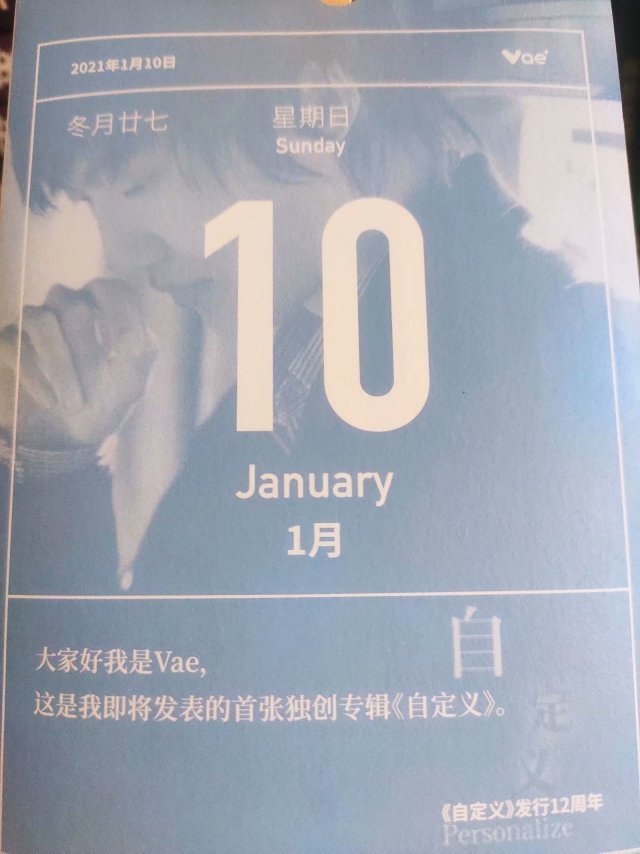 2021年1月10日
Vae+
冬月廿七
星期日
Sunday
10
January
1月
大家好我是Vae,
这是我即将发表的首张独创专辑《自定义》。
自
定
义
《自定义》发行12周年
Personalize